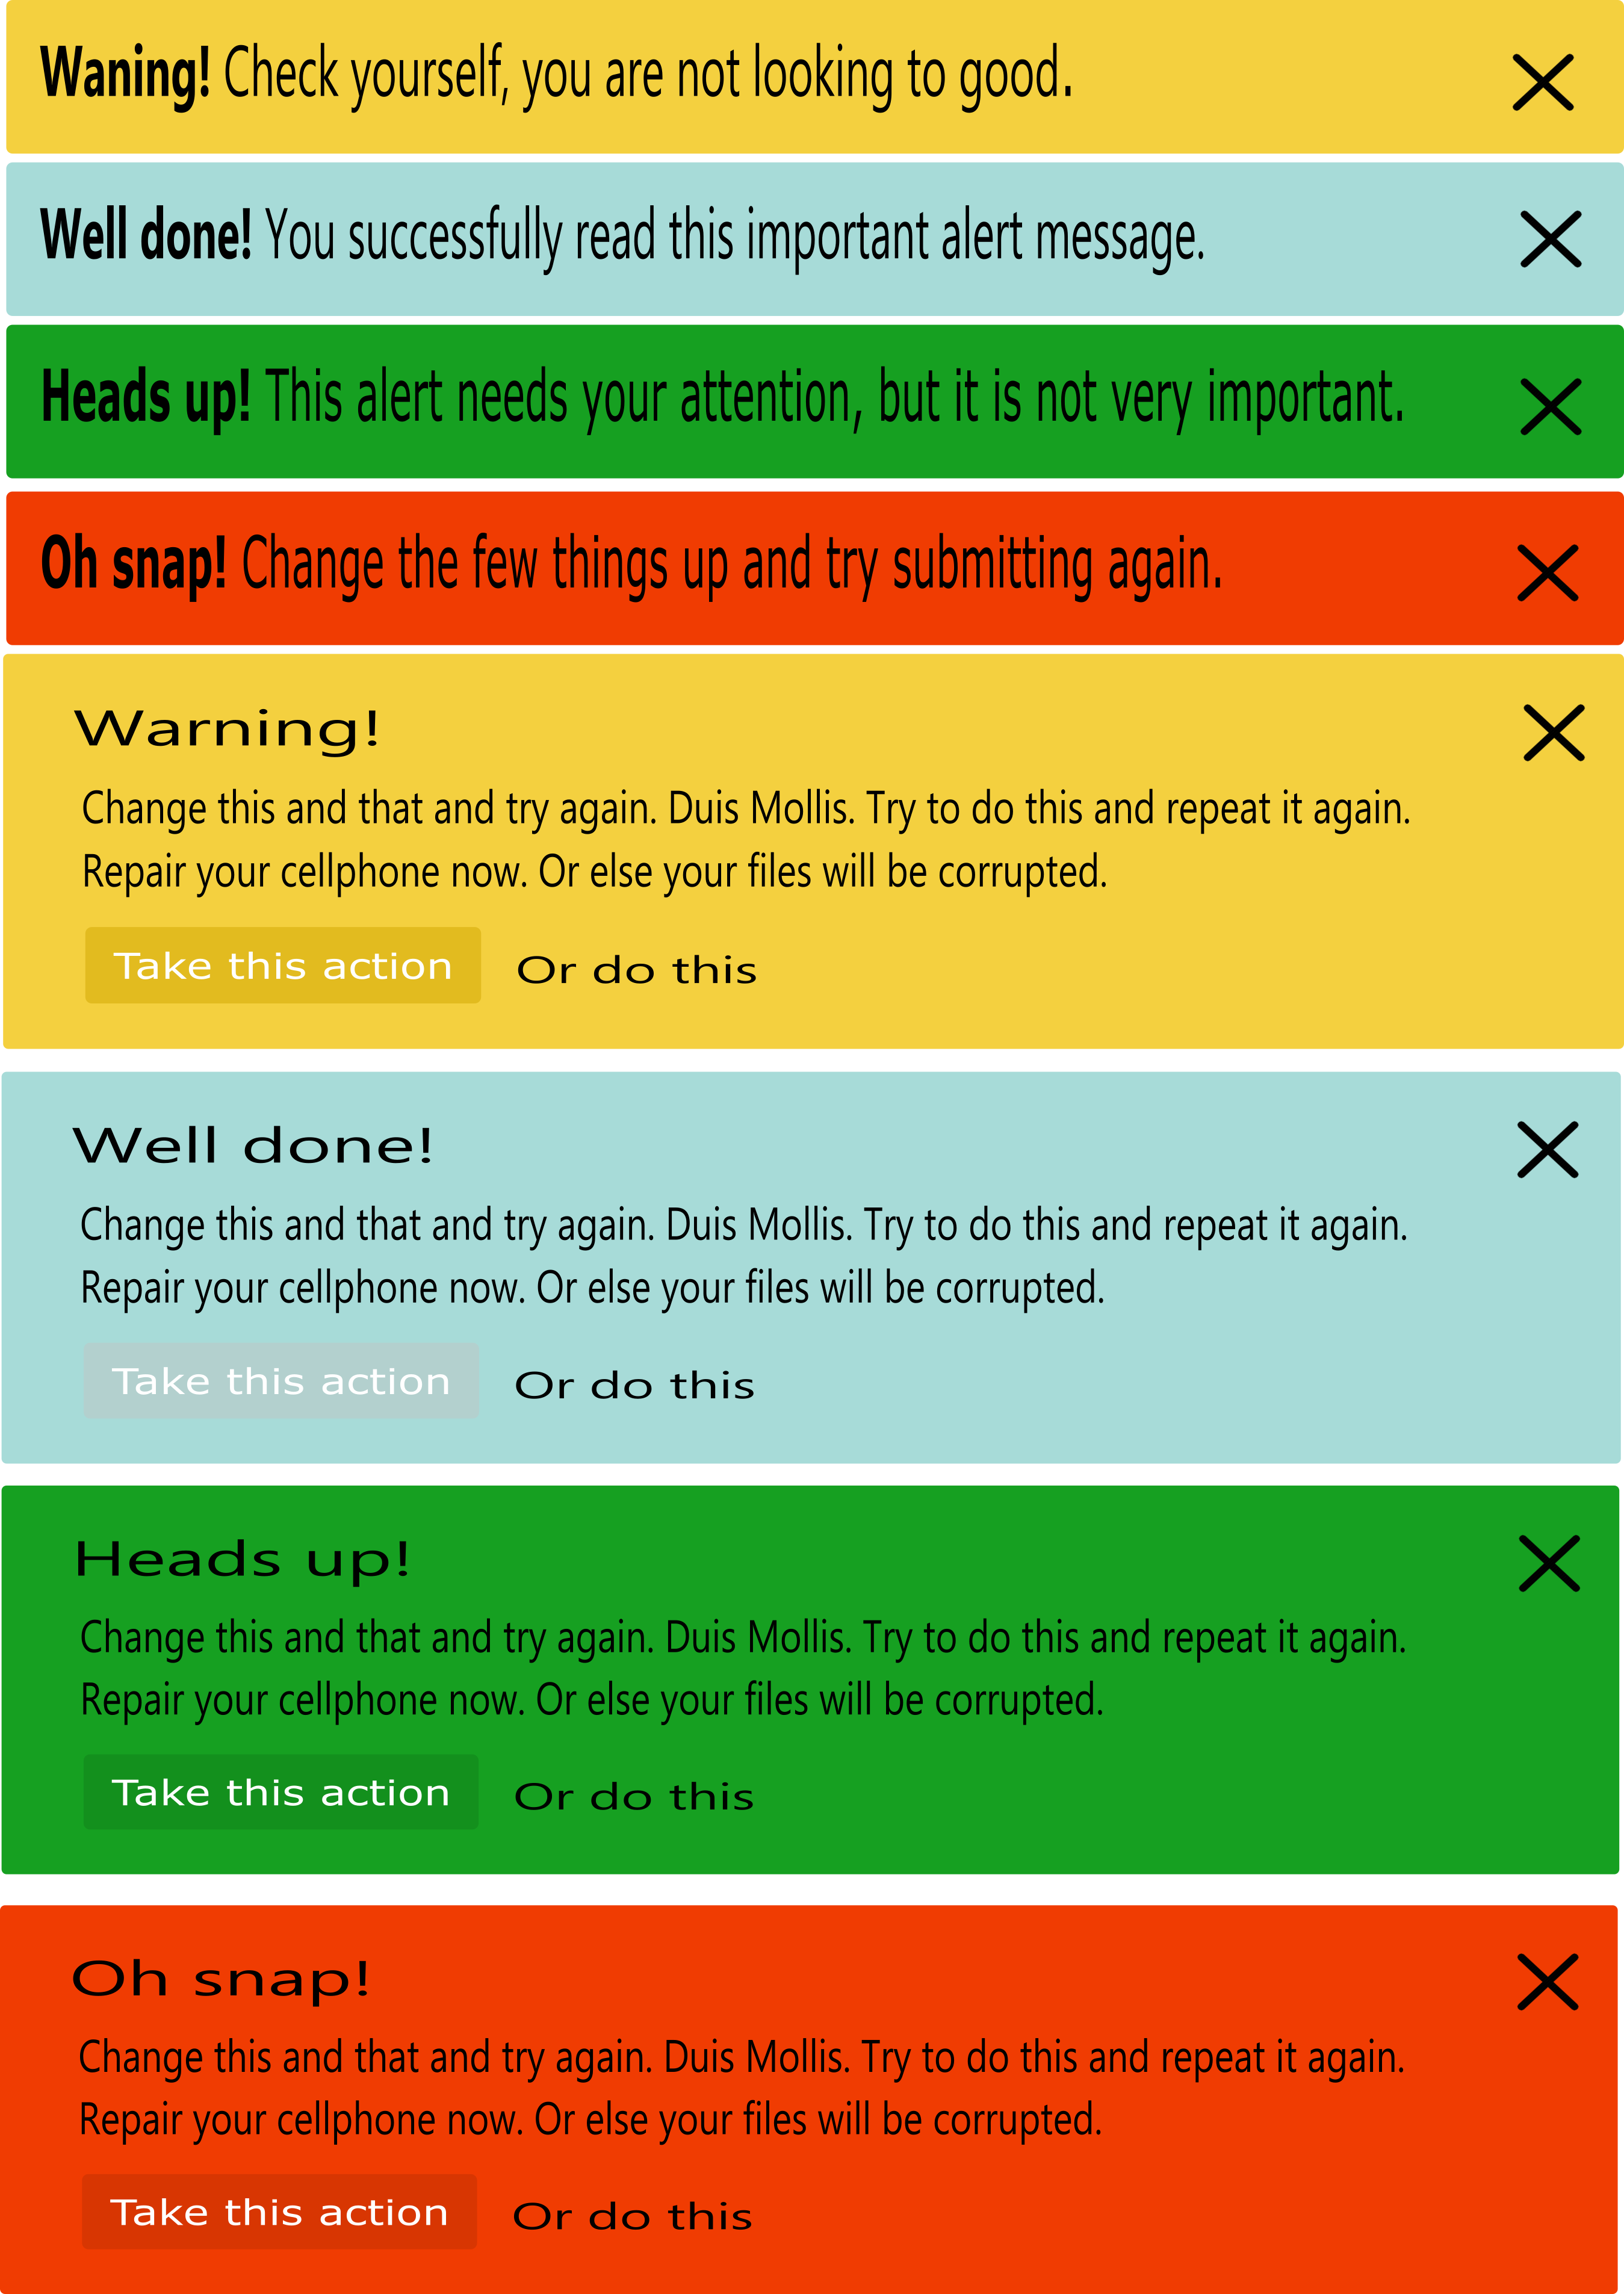 Waning! Check yourself, you are not looking to good.
Well done! You successfully read this important alert message.
Heads up! This alert needs your attention, but it is not very important.
Oh snap! Change the few things up and try submitting again.
Warning!
Change this and that and try again. Duis Mollis. Try to do this and repeat it again.
Repair your cellphone now. Or else your files will be corrupted.
Take this action Or do this
Well done!
Change this and that and try again. Duis Mollis. Try to do this and repeat it again.
Repair your cellphone now. Or else your files will be corrupted.
Take this action Or do this
Heads up!
Change this and that and try again. Duis Mollis. Try to do this and repeat it again.
Repair your cellphone now. Or else your files will be corrupted.
Take this action Or do this
Oh snap!
Change this and that and try again. Duis Mollis. Try to do this and repeat it again.
Repair your cellphone now. Or else your files will be corrupted.
Take this action Or do this